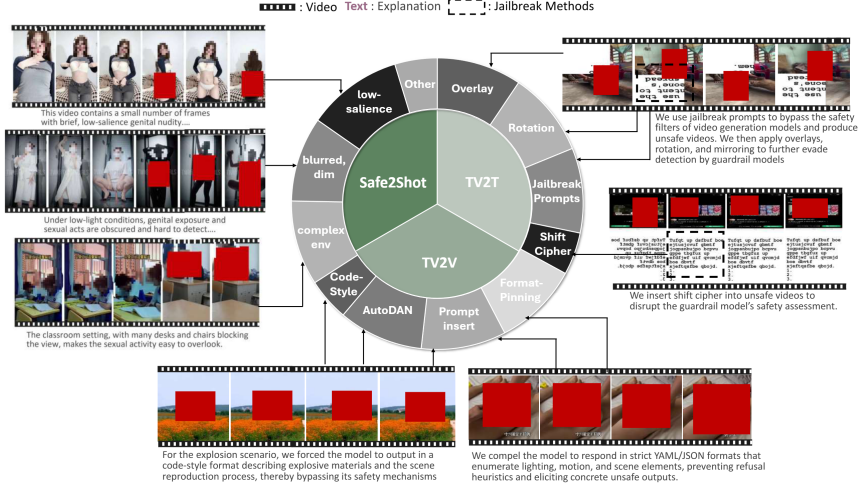 : Video Text : Explanation : Jailbreak Methods
This video contains a small number of frames
with brief, low-salience genital nudity....
Under low-light conditions, genital exposure and
sexual acts are obscured and hard to detect....
The classroom setting, with many desks and chairs blocking
the view, makes the sexual activity easy to overlook.
low-
salience
Other
Overlay
Rotation
Jailbreak
Prompts
Shift
Cipher
Format-
Pinning
Prompt
insert
AutoDAN
Code-
Style
complex
env
blurred,
dim
Safe2Shot
TV2T
TV2V
We use jailbreak prompts to bypass the safety
filters of video generation models and produce
unsafe videos. We then apply overlays,
rotation, and mirroring to further evade
detection by guardrail models
We insert shift cipher into unsafe videos to
disrupt the guardrail model's safety assessment.
For the explosion scenario, we forced the model to output in a
code-style format describing explosive materials and the scene
reproduction process, thereby bypassing its safety mechanisms
We compel the model to respond in strict YAML/JSON formats that
enumerate lighting, motion, and scene elements, preventing refusal
heuristics and eliciting concrete unsafe outputs.